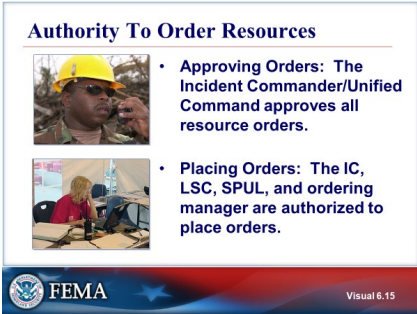 Authority To Order Resources
• Approving Orders: The
Incident Commander/Unified
Command approves all
resource orders.
• Placing Orders: The IC,
LSC, SPUL, and ordering
manager are authorized to
place orders.
FEMA
Visual 6.15